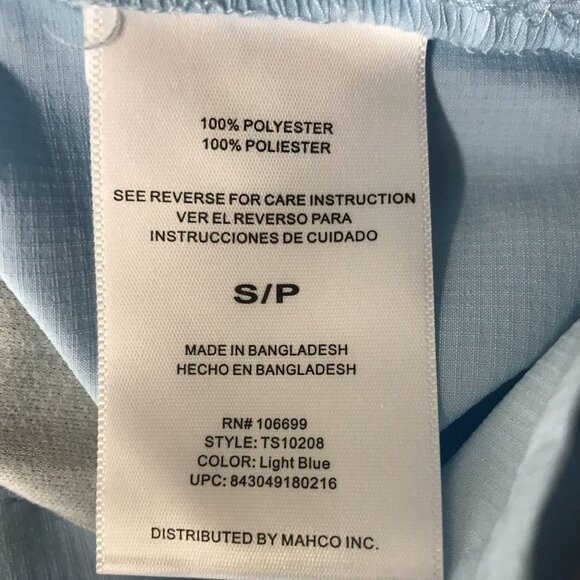 100% POLYESTER
100% POLIESTER
SEE REVERSE FOR CARE INSTRUCTION
VER EL REVERSO PARA
INSTRUCCIONES DE CUIDADO
S/P
MADE IN BANGLADESH
HECHO EN BANGLADESH
RN# 106699
STYLE: TS10208
COLOR: Light Blue
UPC: 843049180216
DISTRIBUTED BY MAHCO INC.